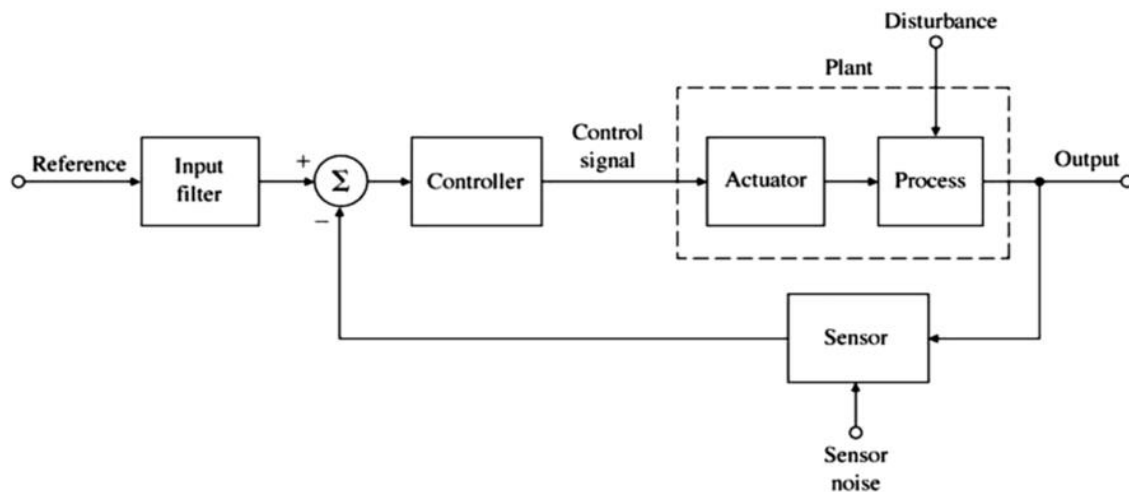 Disturbance
Plant
Control
signal
Reference
Input
filter
+
Σ
−
Controller
Actuator
Process
Output
Sensor
Sensor
noise